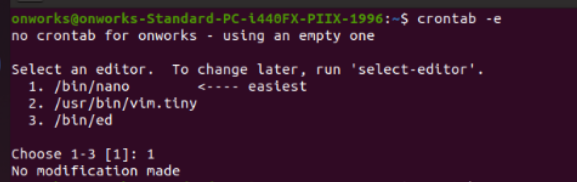 onworks@onworks-Standard-PC-i440FX-PIIX-1996:~$ crontab -e
no crontab for onworks - using an empty one

Select an editor.  To change later, run 'select-editor'.
  1. /bin/nano        <---- easiest
  2. /usr/bin/vim.tiny
  3. /bin/ed

Choose 1-3 [1]: 1
No modification made